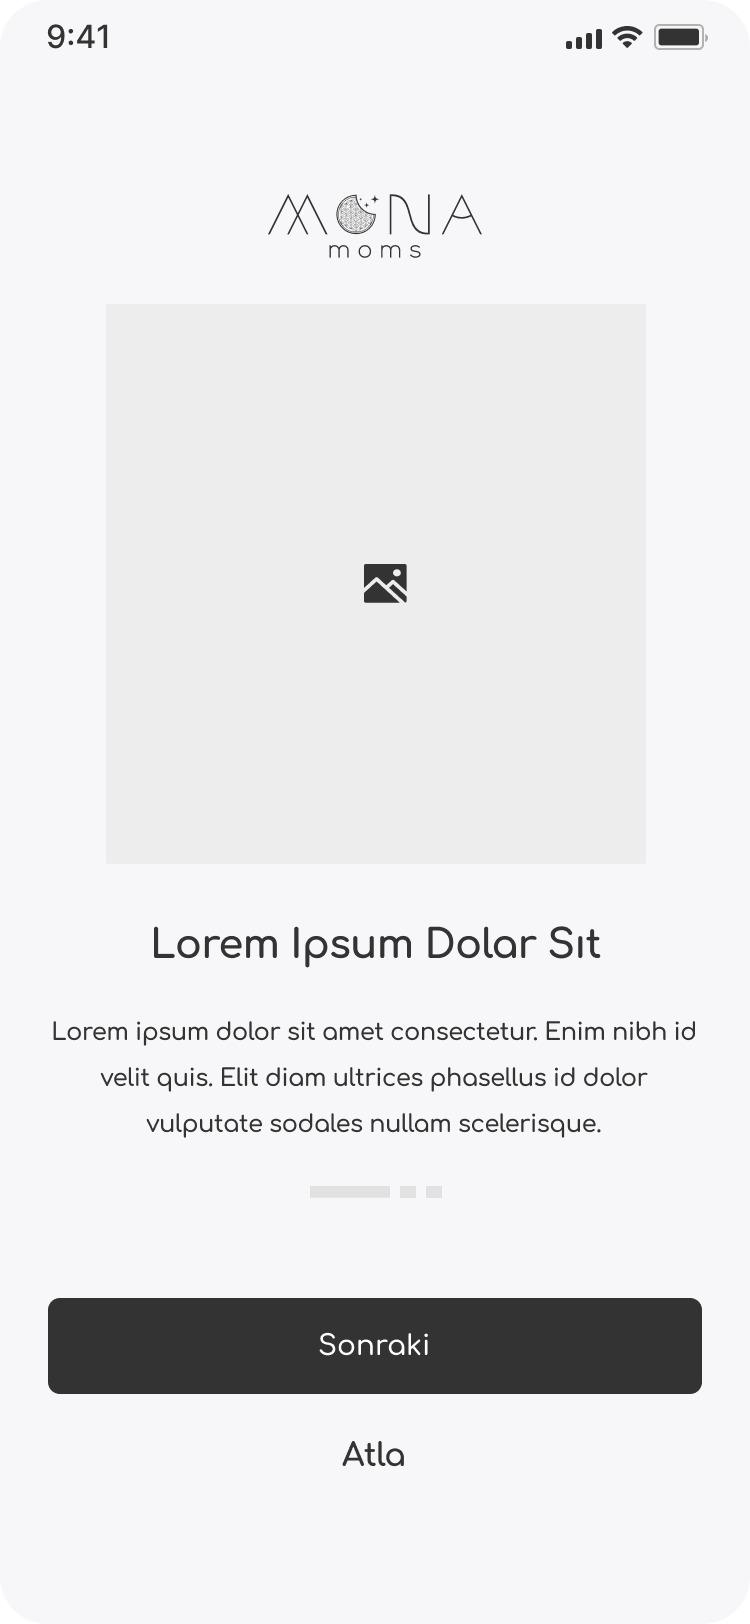 9:41
MONA
moms
Lorem Ipsum Dolar Sıt
Lorem ipsum dolor sit amet consectetur. Enim nibh id
velit quis. Elit diam ultrices phasellus id dolor
vulputate sodales nullam scelerisque.
Sonraki
Atla